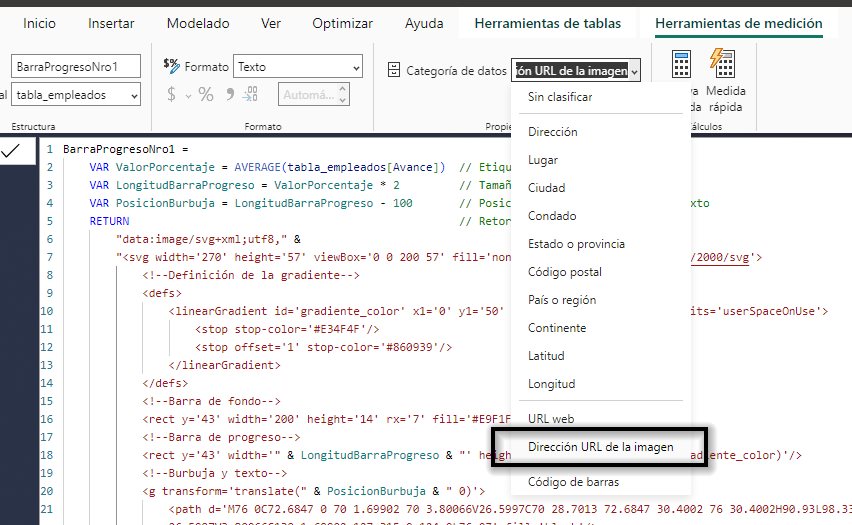 Inicio Insertar Modelado Ver Optimizar Ayuda Herramientas de tablas Herramientas de medición
BarraProgresoNro1
$% Formato Texto
Categoría de datos ión URL de la imagen
al tabla_empleados
$ % 9 .00 Automá...
va Medida
da rápida
Estructura Formato Propie álculos
Sin clasificar
Dirección
Lugar
Ciudad
Condado
Estado o provincia
Código postal
País o región
Continente
Latitud
Longitud
URL web
Dirección URL de la imagen
Código de barras
1 BarraProgresoNro1 =
2 VAR ValorPorcentaje = AVERAGE(tabla_empleados[Avance]) // Etiqu
3 VAR LongitudBarraProgreso = ValorPorcentaje * 2 // Tamañ
4 VAR PosicionBurbuja = LongitudBarraProgreso - 100 // Posic xto
5 RETURN // Retor
6 "data:image/svg+xml;utf8," &
7 "<svg width='270' height='57' viewBox='0 0 200 57' fill='non /2000/svg'>
8 <!--Definición de la gradiente-->
9 <defs>
10 <linearGradient id='gradiente_color' x1='0' y1='50' its='userSpaceOnUse'>
11 <stop stop-color='#E34F4F'/>
12 <stop offset='1' stop-color='#860939'/>
13 </linearGradient>
14 </defs>
15 <!--Barra de fondo-->
16 <rect y='43' width='200' height='14' rx='7' fill='#E9F1F
17 <!--Barra de progreso-->
18 <rect y='43' width='" & LongitudBarraProgreso & "' heigh adiente_color)'/>
19 <!--Burbuja y texto-->
20 <g transform='translate(" & PosicionBurbuja & " 0)'>
21 <path d='M76 0C72.6847 0 70 1.69902 70 3.80066V26.5997C70 28.7013 72.6847 30.4002 76 30.4002H90.93L98.33